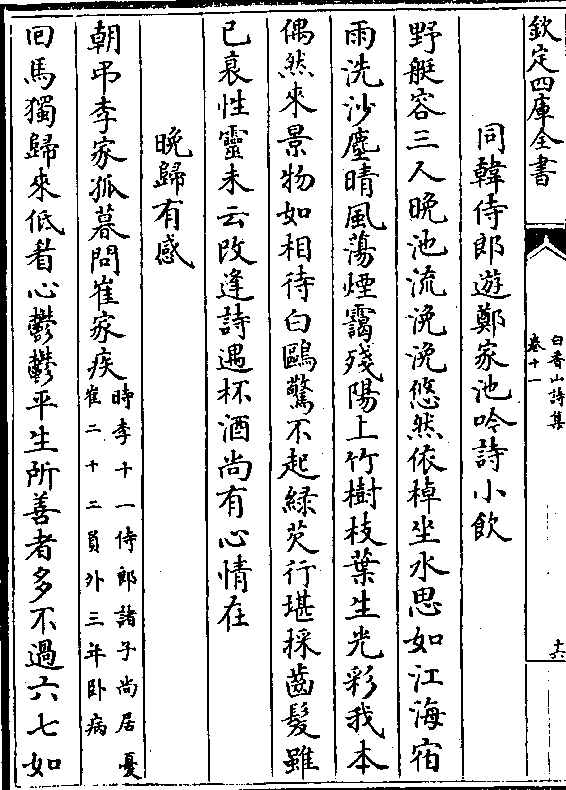 欽定四庫全書
白香山詩集
卷十一
十六
同韓侍郎遊鄭家池吟詩小飲
野艇容三人晩池流浼浼悠然依棹坐水思如江海宿
雨洗沙塵晴風蕩煙靄殘陽上竹樹枝葉生光彩我本
偶然來景物如相待白鷗驚不起綠芡行堪採齒髮雖
已衰性靈未云改逢詩遇杯酒尚有心情在
晩歸有感
朝弔李家孤暮問崔家疾時李十一侍郎諸子尚居憂
崔二十二員外三年卧病
回馬獨歸來低眉心鬱鬱平生所善者多不過六七如